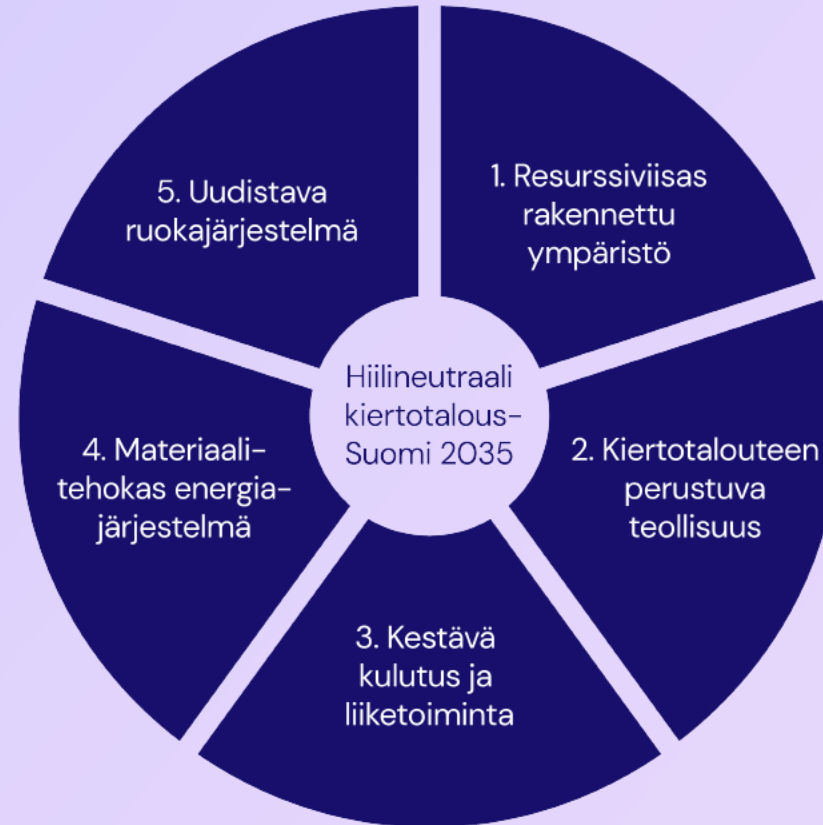 5. Uudistava
ruokajärjestelmä
1. Resurssiviisas
rakennettu
ympäristö
Hiilineutraali
kiertotalous-
Suomi 2035
4. Materiaali-
tehokas energia-
järjestelmä
2. Kiertotalouteen
perustuva
teollisuus
3. Kestävä
kulutus ja
liiketoiminta